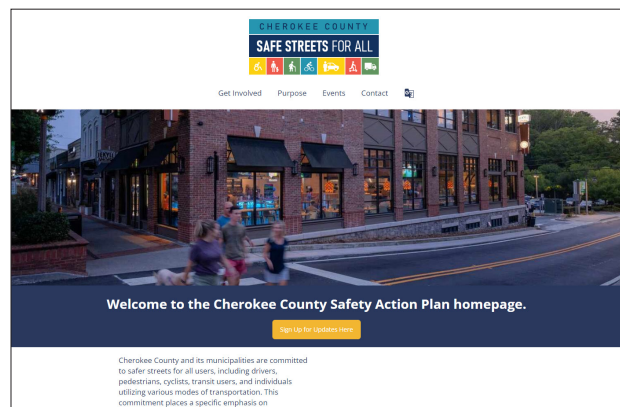 CHEROKEE COUNTY
SAFE STREETS FOR ALL
Get Involved Purpose Events Contact
Welcome to the Cherokee County Safety Action Plan homepage.
Sign Up for Updates Here
Cherokee County and its municipalities are committed
to safer streets for all users, including drivers,
pedestrians, cyclists, transit users, and individuals
utilizing various modes of transportation. This
commitment places a specific emphasis on